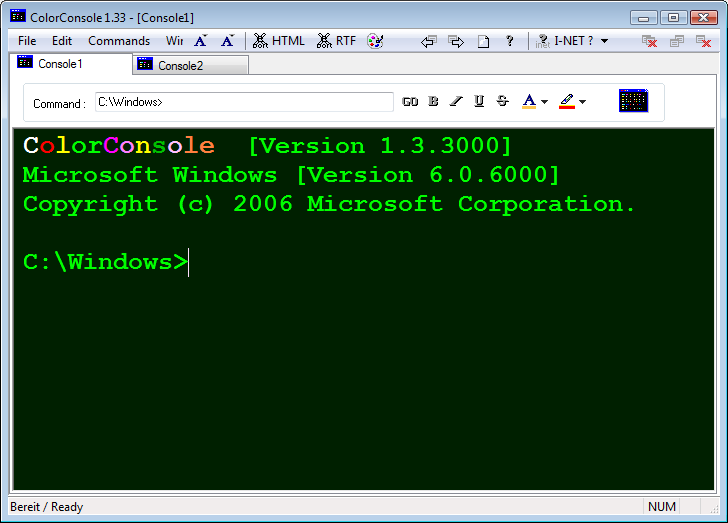 ColorConsole 1.33 - [Console1]
File Edit Commands Wir A A HTML RTF ? I-NET ?
Console1 Console2
Command : C:\Windows> GO B I U S A
ColorConsole [Version 1.3.3000]
Microsoft Windows [Version 6.0.6000]
Copyright (c) 2006 Microsoft Corporation.
C:\Windows>
Bereit / Ready NUM